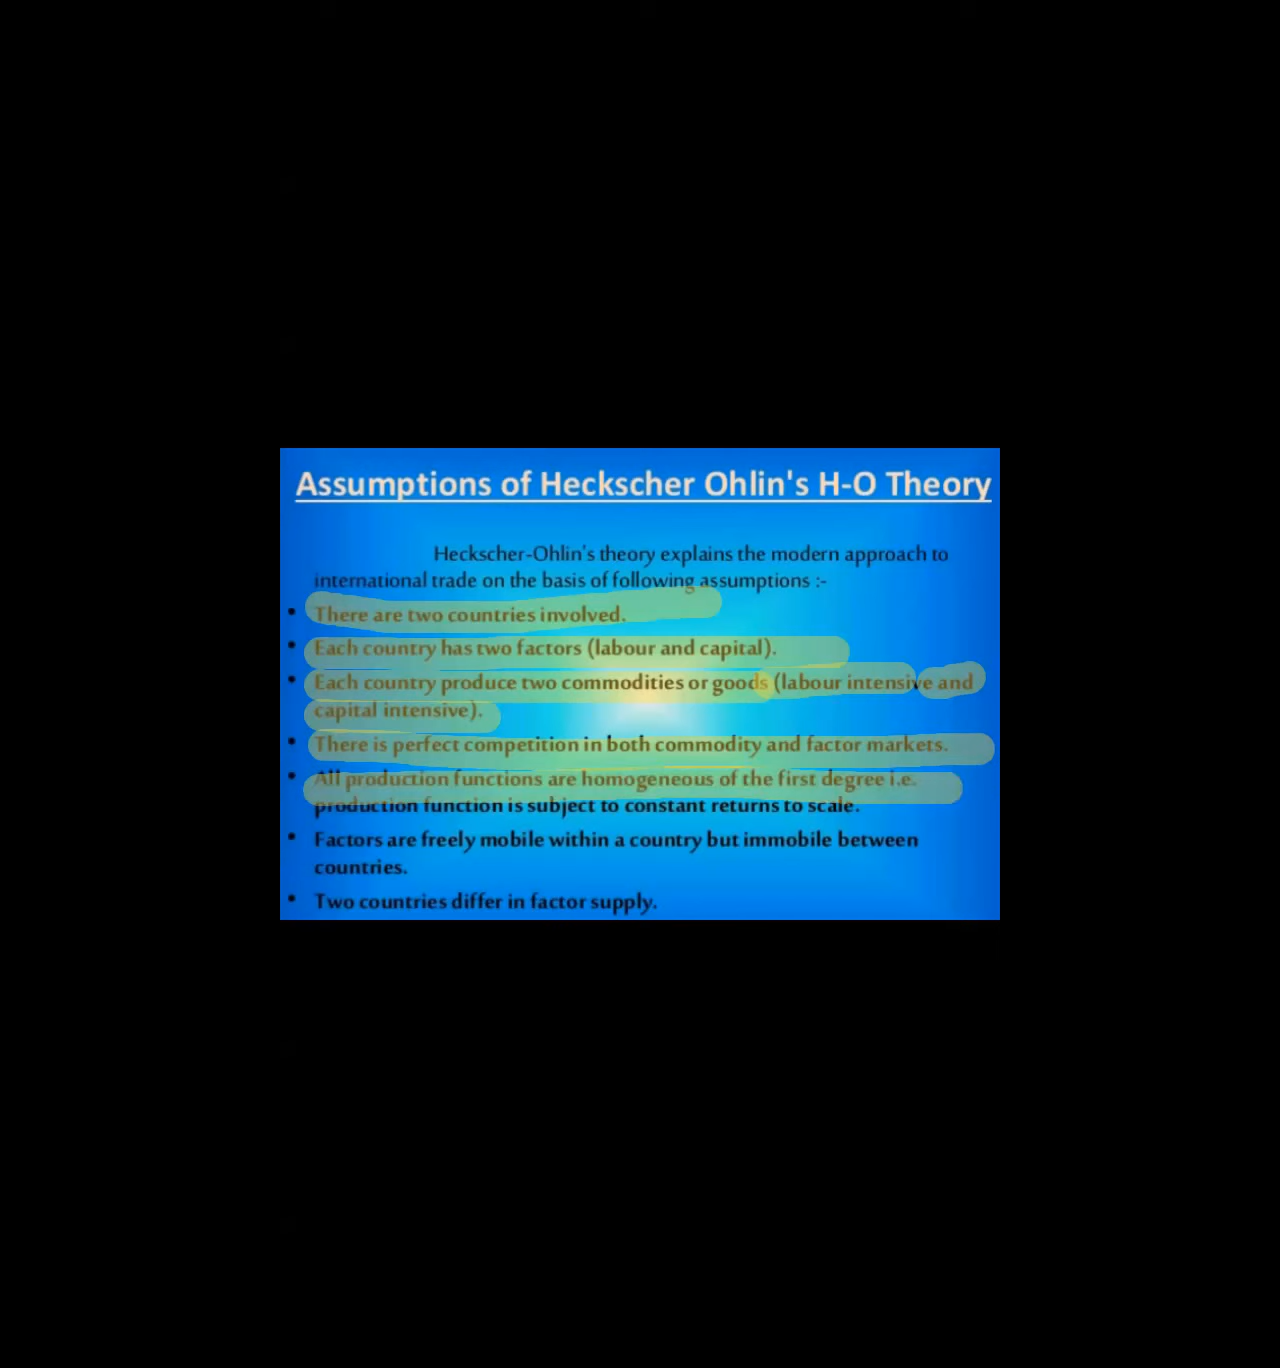 Assumptions of Heckscher Ohlin's H-O Theory
Heckscher-Ohlin's theory explains the modern approach to
international trade on the basis of following assumptions :-
• There are two countries involved.
• Each country has two factors (labour and capital).
• Each country produce two commodities or goods (labour intensive and
capital intensive).
• There is perfect competition in both commodity and factor markets.
• All production functions are homogeneous of the first degree i.e.
production function is subject to constant returns to scale.
• Factors are freely mobile within a country but immobile between
countries.
• Two countries differ in factor supply.